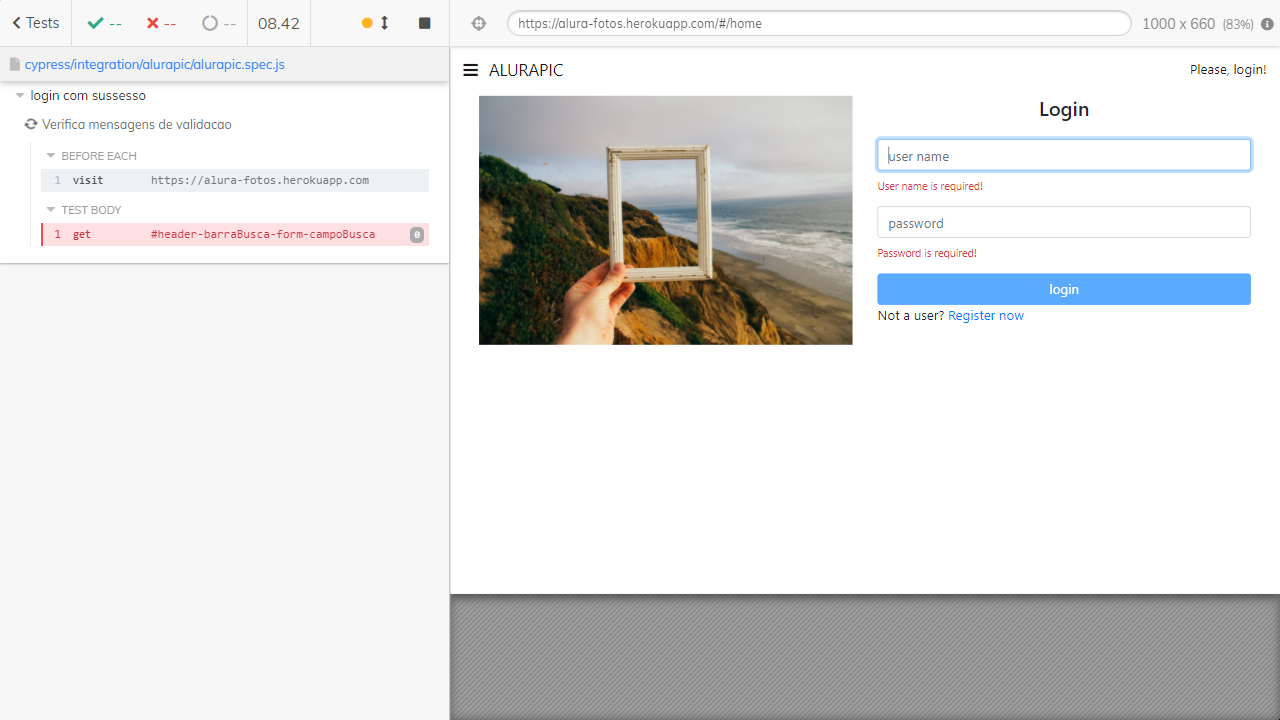 Tests
--
--
--
08.42
https://alura-fotos.herokuapp.com/#/home
1000 x 660 (83%)
cypress/integration/alurapic/alurapic.spec.js
login com sussesso
Verifica mensagens de validacao
BEFORE EACH
1 visit https://alura-fotos.herokuapp.com
TEST BODY
1 get #header-barraBusca-form-campoBusca 0
ALURAPIC
Please, login!
Login
user name
User name is required!
password
Password is required!
login
Not a user? Register now